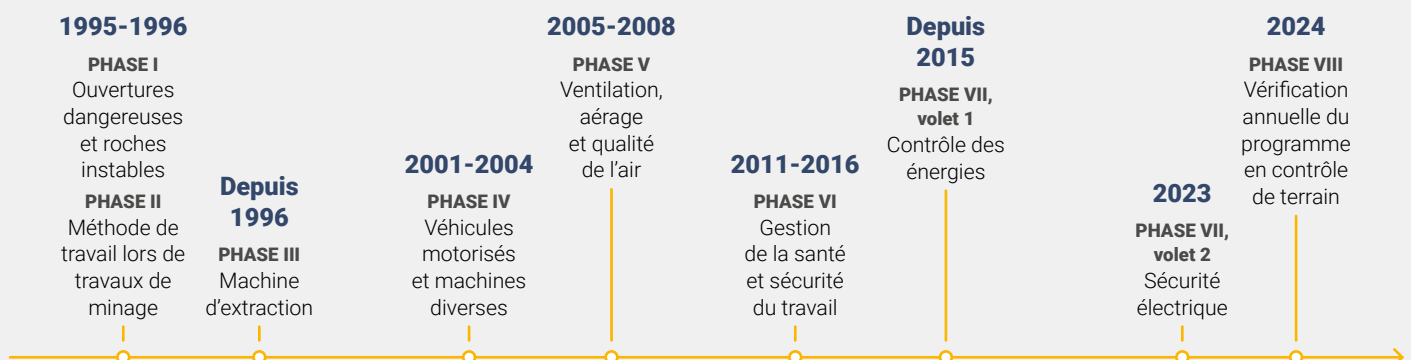 1995-1996
PHASE I
Ouvertures
dangereuses
et roches
instables
PHASE II
Méthode de
travail lors de
travaux de
minage
Depuis
1996
PHASE III
Machine
d'extraction
2001-2004
PHASE IV
Véhicules
motorisés
et machines
diverses
2005-2008
PHASE V
Ventilation,
aérage
et qualité
de l'air
2011-2016
PHASE VI
Gestion
de la santé
et sécurité
du travail
Depuis
2015
PHASE VII,
volet 1
Contrôle des
énergies
2023
PHASE VII,
volet 2
Sécurité
électrique
2024
PHASE VIII
Vérification
annuelle du
programme
en contrôle
de terrain